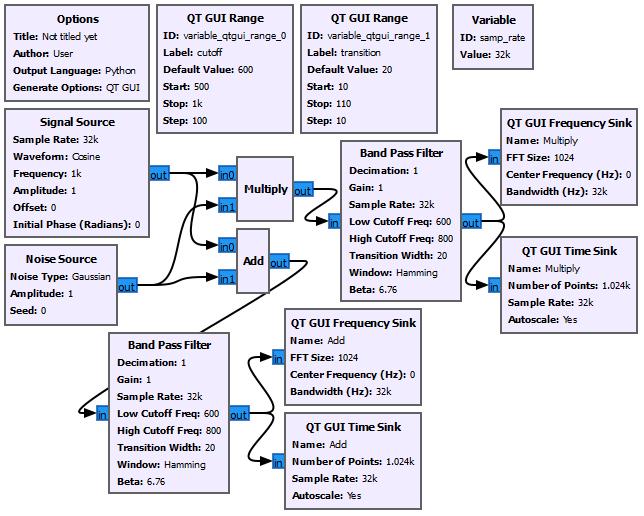 Options
Title: Not titled yet
Author: User
Output Language: Python
Generate Options: QT GUI
QT GUI Range
ID: variable_qtgui_range_0
Label: cutoff
Default Value: 600
Start: 500
Stop: 1k
Step: 100
QT GUI Range
ID: variable_qtgui_range_1
Label: transition
Default Value: 20
Start: 10
Stop: 110
Step: 10
Variable
ID: samp_rate
Value: 32k
Signal Source
Sample Rate: 32k
Waveform: Cosine
Frequency: 1k
Amplitude: 1
Offset: 0
Initial Phase (Radians): 0
out
Noise Source
Noise Type: Gaussian
Amplitude: 1
Seed: 0
out
in0
in1
Multiply
out
in0
in1
Add
out
in
Band Pass Filter
Decimation: 1
Gain: 1
Sample Rate: 32k
Low Cutoff Freq: 600
High Cutoff Freq: 800
Transition Width: 20
Window: Hamming
Beta: 6.76
out
in
QT GUI Frequency Sink
Name: Multiply
FFT Size: 1024
Center Frequency (Hz): 0
Bandwidth (Hz): 32k
in
QT GUI Time Sink
Name: Multiply
Number of Points: 1.024k
Sample Rate: 32k
Autoscale: Yes
in
Band Pass Filter
Decimation: 1
Gain: 1
Sample Rate: 32k
Low Cutoff Freq: 600
High Cutoff Freq: 800
Transition Width: 20
Window: Hamming
Beta: 6.76
out
in
QT GUI Frequency Sink
Name: Add
FFT Size: 1024
Center Frequency (Hz): 0
Bandwidth (Hz): 32k
in
QT GUI Time Sink
Name: Add
Number of Points: 1.024k
Sample Rate: 32k
Autoscale: Yes